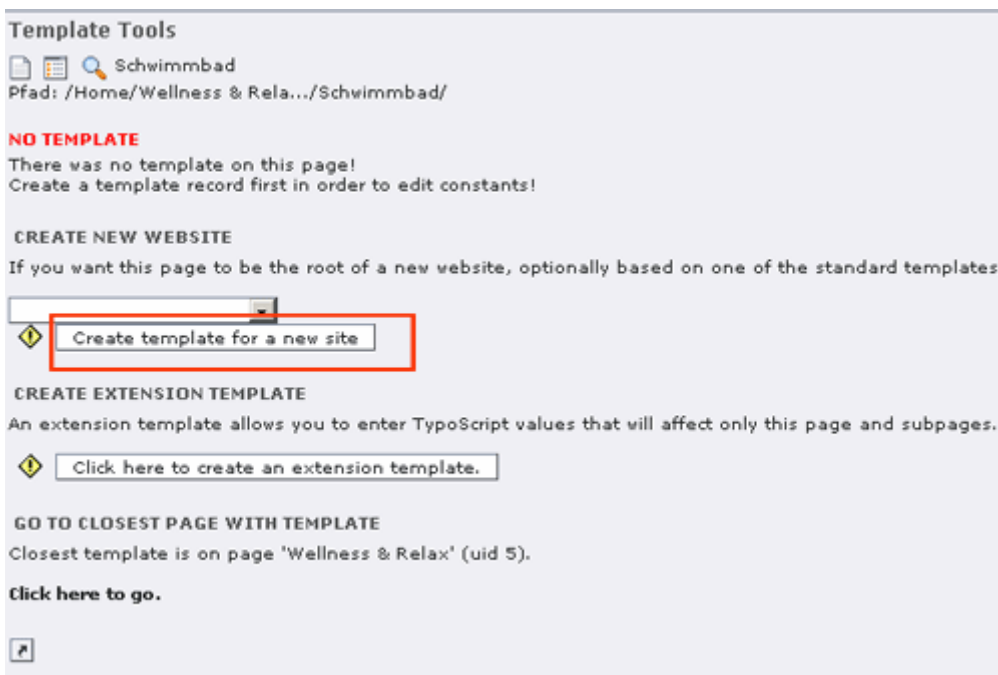 Template Tools
Schwimmbad
Pfad: /Home/Wellness & Rela.../Schwimmbad/
NO TEMPLATE
There was no template on this page!
Create a template record first in order to edit constants!
CREATE NEW WEBSITE
If you want this page to be the root of a new website, optionally based on one of the standard templates
Create template for a new site
CREATE EXTENSION TEMPLATE
An extension template allows you to enter TypoScript values that will affect only this page and subpages.
Click here to create an extension template.
GO TO CLOSEST PAGE WITH TEMPLATE
Closest template is on page 'Wellness & Relax' (uid 5).
Click here to go.